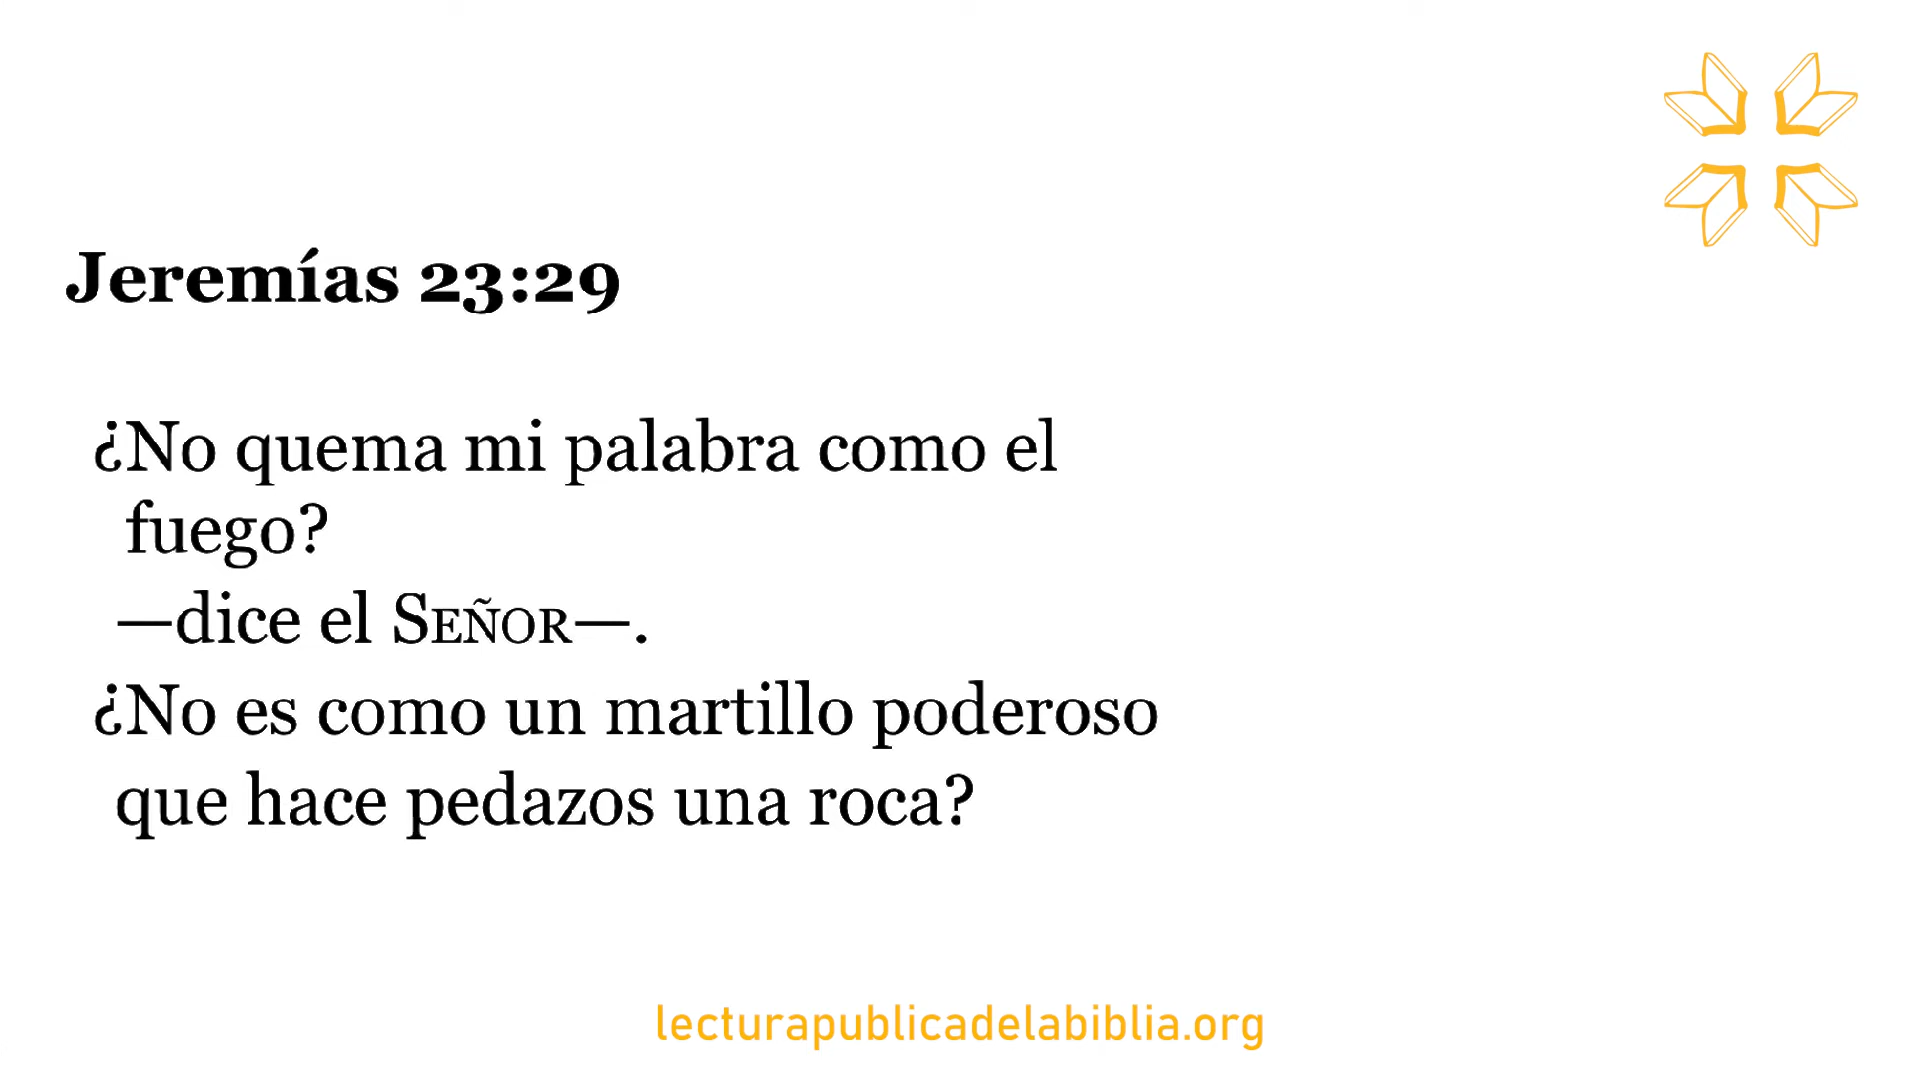 Jeremías 23:29
¿No quema mi palabra como el
fuego?
—dice el SEÑOR—.
¿No es como un martillo poderoso
que hace pedazos una roca?
lecturapublicadelabiblia.org